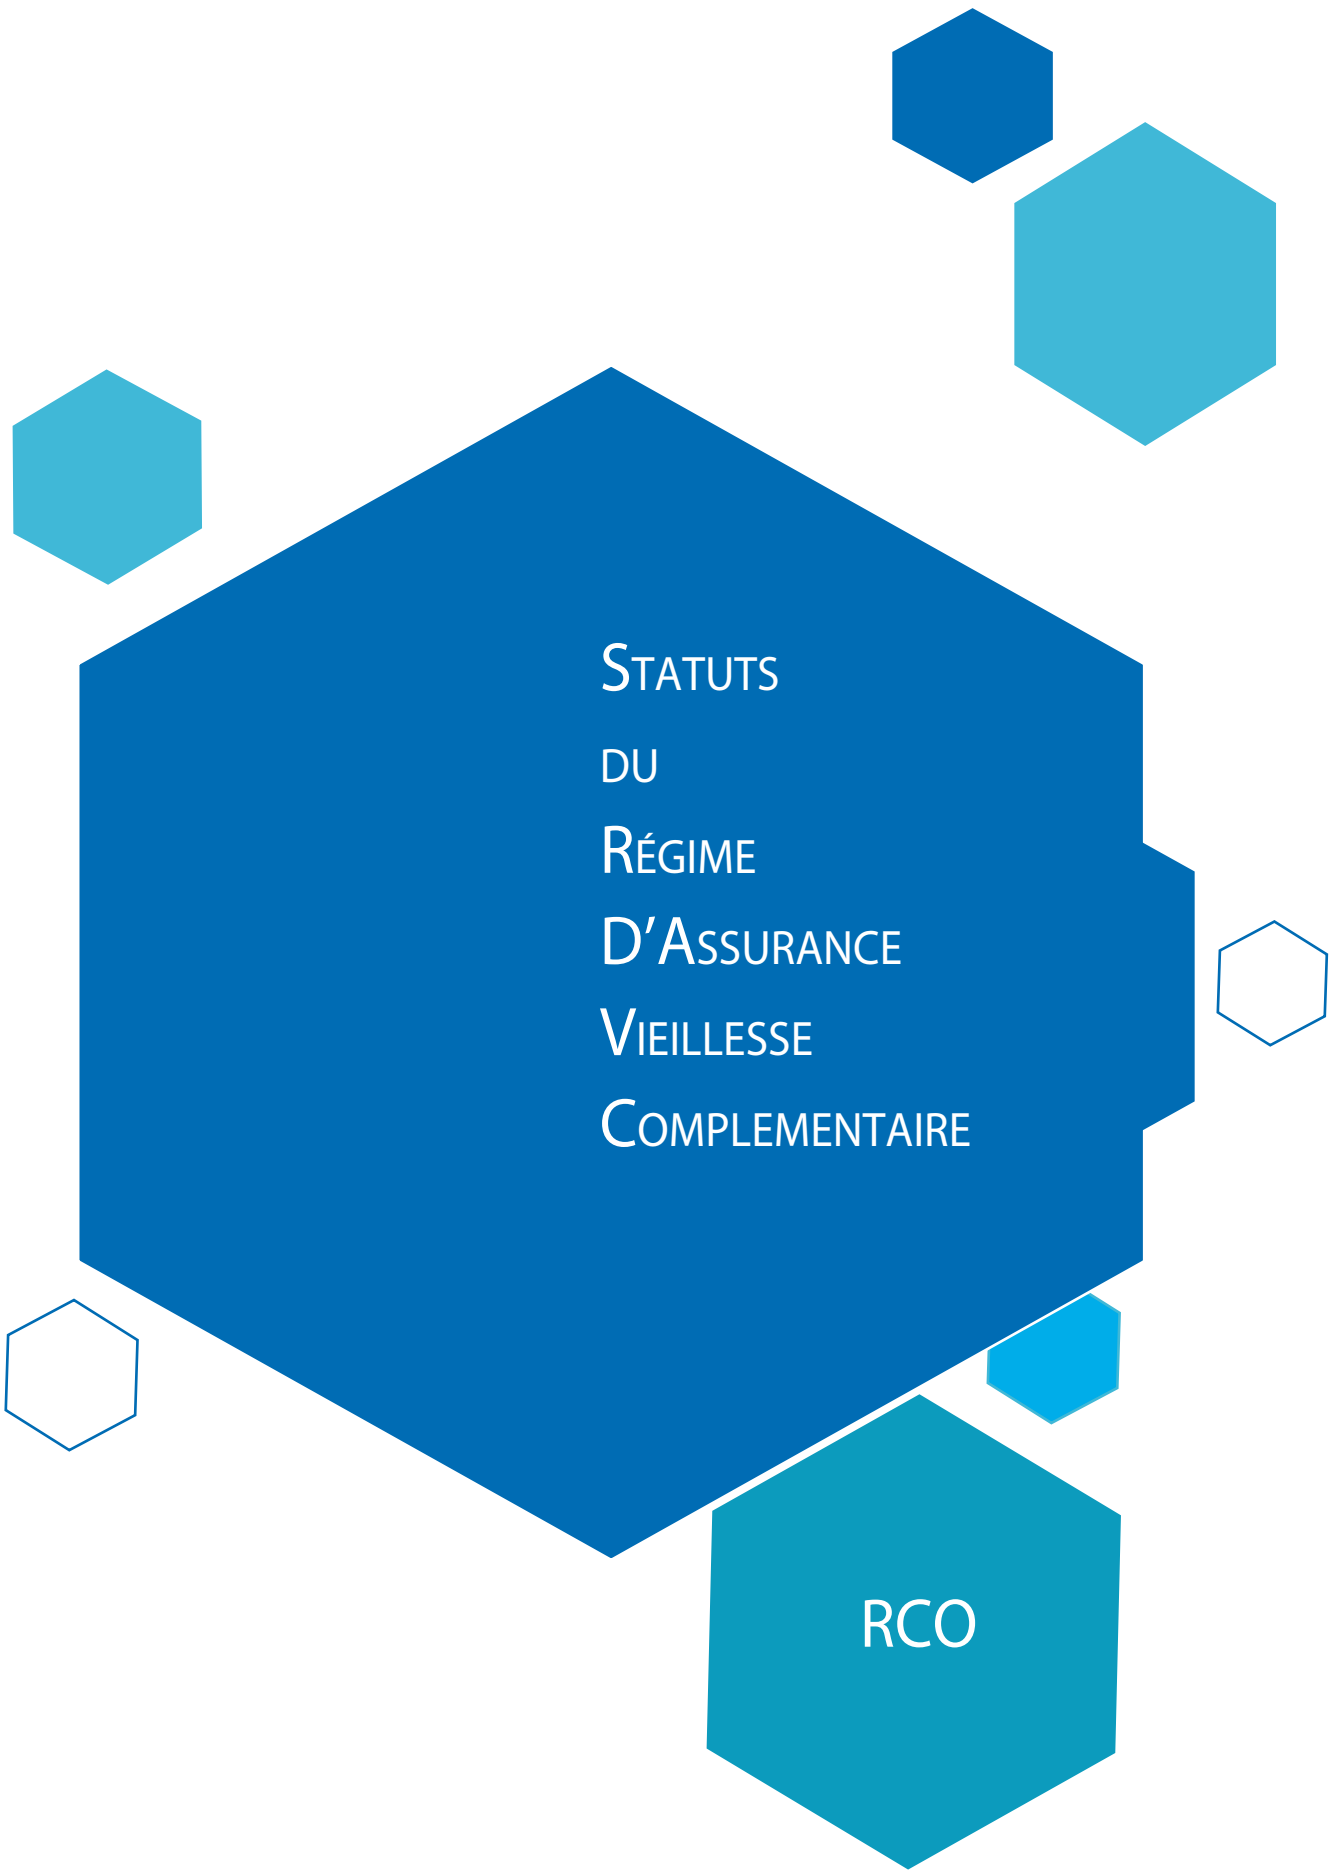 Statuts
du
Régime
D’Assurance
Vieillesse
Complementaire
RCO